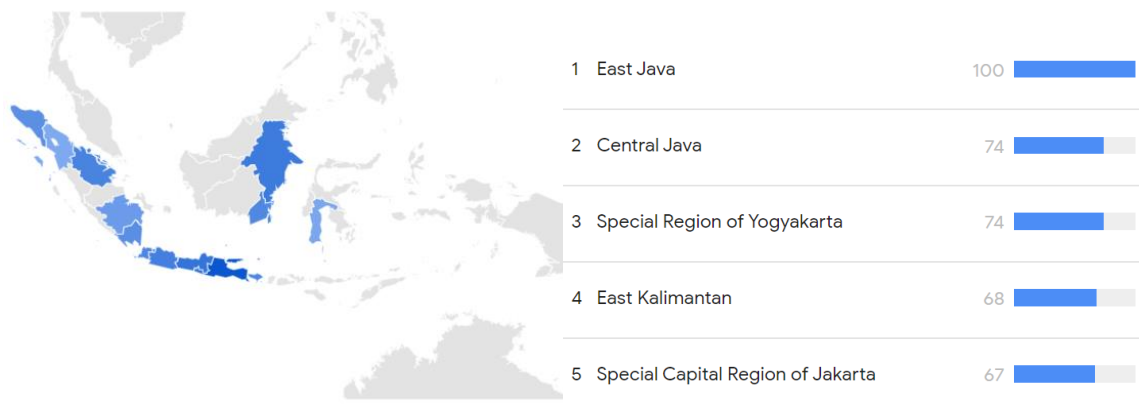 1 East Java 100
2 Central Java 74
3 Special Region of Yogyakarta 74
4 East Kalimantan 68
5 Special Capital Region of Jakarta 67